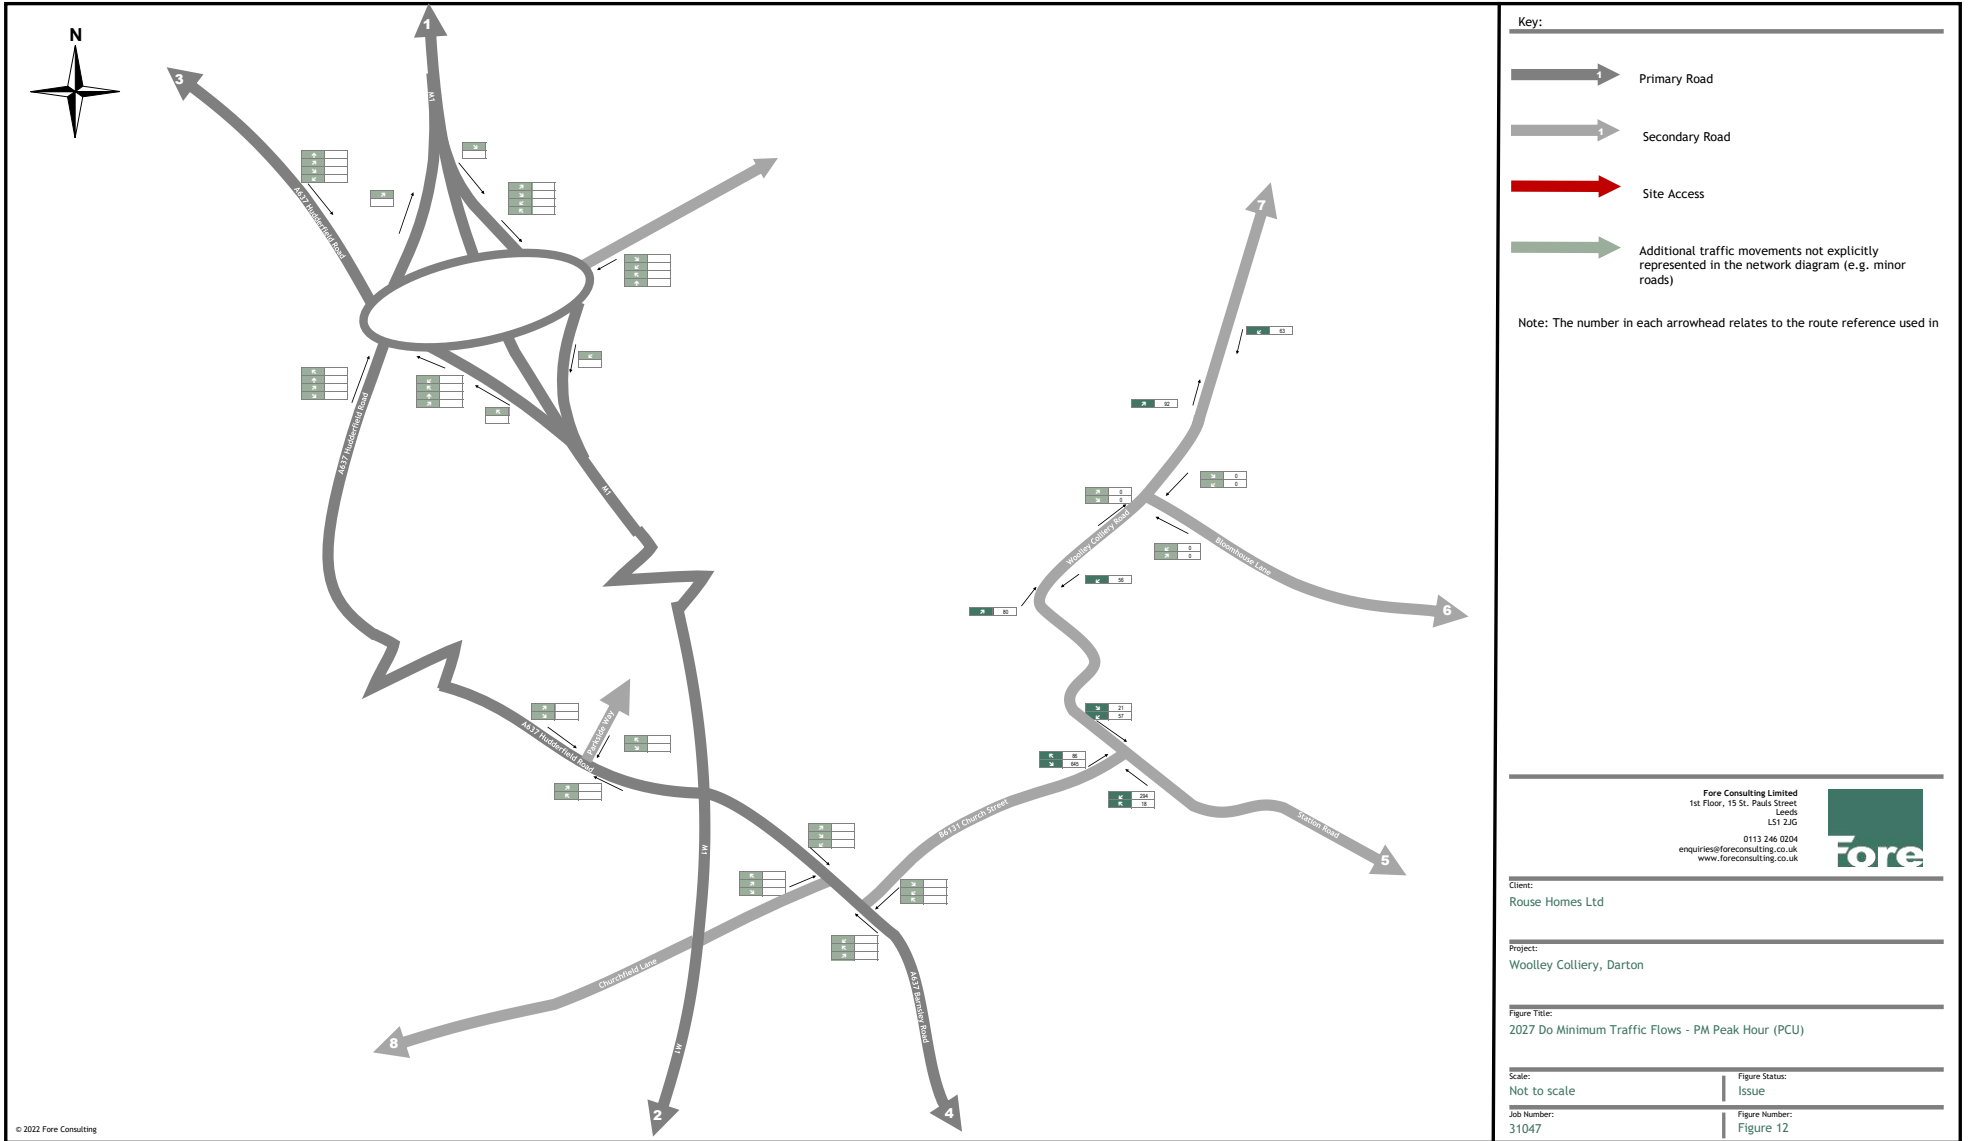 N
1
3
M1
A637 Hudderfield Road
7
63
92
A637 Hudderfield Road
M1
0
0
0
0
Woolley Colliery Road
0
0
Bloomhouse Lane
56
80
6
21
57
Parkside Way
A637 Hudderfield Road
86
645
294
18
B6131 Church Street
Station Road
5
M1
Churchfield Lane
A637 Barnsley Road
8
M1
2
4
© 2022 Fore Consulting
Key:
1
Primary Road
1
Secondary Road
Site Access
Additional traffic movements not explicitly
represented in the network diagram (e.g. minor
roads)
Note: The number in each arrowhead relates to the route reference used in
Fore Consulting Limited
1st Floor, 15 St. Pauls Street
Leeds
LS1 2JG
0113 246 0204
enquiries@foreconsulting.co.uk
www.foreconsulting.co.uk
Fore
Client:
Rouse Homes Ltd
Project:
Woolley Colliery, Darton
Figure Title:
2027 Do Minimum Traffic Flows - PM Peak Hour (PCU)
Scale:
Not to scale
Figure Status:
Issue
Job Number:
31047
Figure Number:
Figure 12